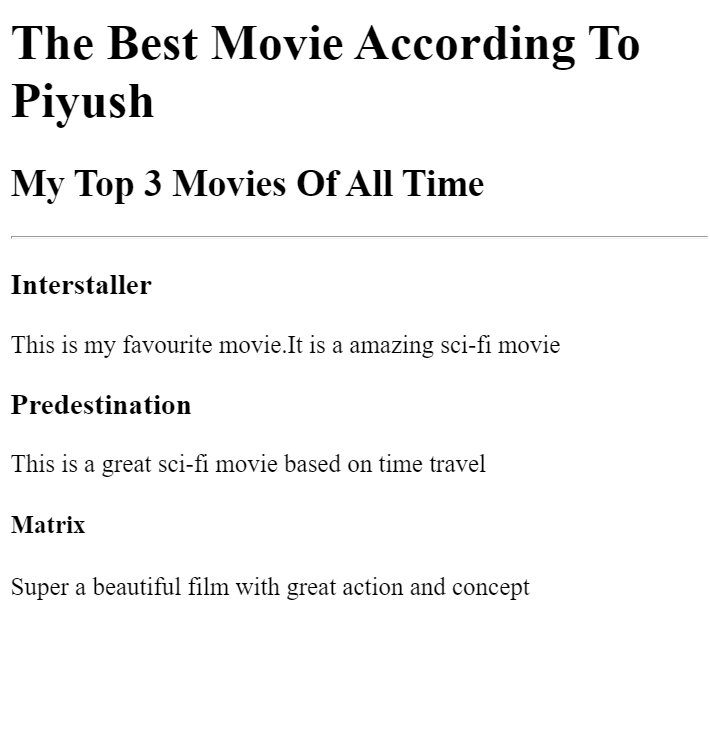 The Best Movie According To
Piyush
My Top 3 Movies Of All Time
Interstaller
This is my favourite movie.It is a amazing sci-fi movie
Predestination
This is a great sci-fi movie based on time travel
Matrix
Super a beautiful film with great action and concept